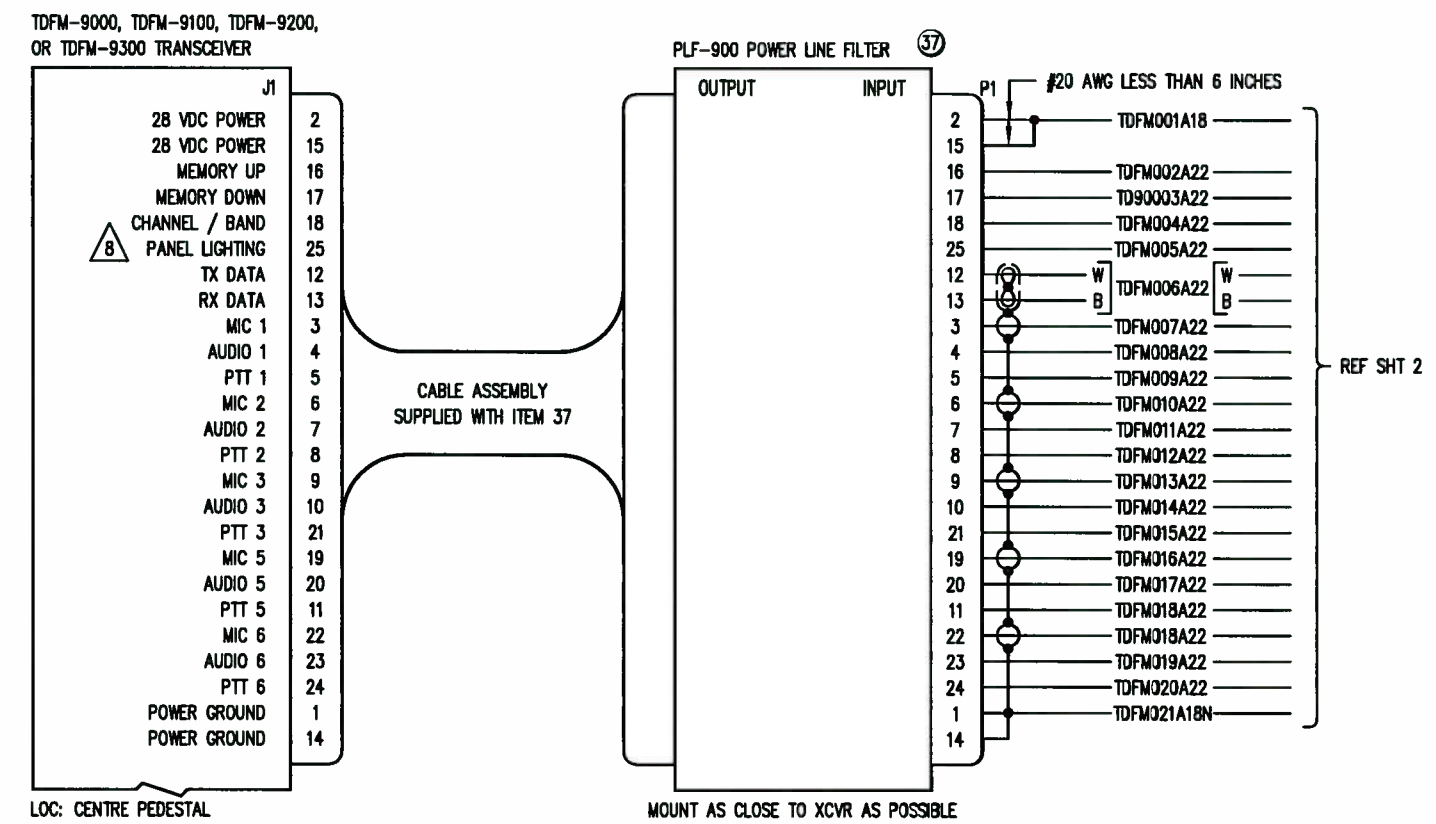 TDFM-9000, TDFM-9100, TDFM-9200,
OR TDFM-9300 TRANSCEIVER
J1
28 VDC POWER 2
28 VDC POWER 15
MEMORY UP 16
MEMORY DOWN 17
CHANNEL / BAND 18
8 PANEL LIGHTING 25
TX DATA 12
RX DATA 13
MIC 1 3
AUDIO 1 4
PTT 1 5
MIC 2 6
AUDIO 2 7
PTT 2 8
MIC 3 9
AUDIO 3 10
PTT 3 21
MIC 5 19
AUDIO 5 20
PTT 5 11
MIC 6 22
AUDIO 6 23
PTT 6 24
POWER GROUND 1
POWER GROUND 14
LOC: CENTRE PEDESTAL
CABLE ASSEMBLY
SUPPLIED WITH ITEM 37
PLF-900 POWER LINE FILTER 37
OUTPUT INPUT
P1 #20 AWG LESS THAN 6 INCHES
2 TDFM001A18
15
16 TDFM002A22
17 TD90003A22
18 TDFM004A22
25 TDFM005A22
12 W TDFM006A22 W
13 B B
3 TDFM007A22
4 TDFM008A22
5 TDFM009A22
6 TDFM010A22
7 TDFM011A22
8 TDFM012A22
9 TDFM013A22
10 TDFM014A22
21 TDFM015A22
19 TDFM016A22
20 TDFM017A22
11 TDFM018A22
22 TDFM018A22
23 TDFM019A22
24 TDFM020A22
1 TDFM021A18N
14
REF SHT 2
MOUNT AS CLOSE TO XCVR AS POSSIBLE